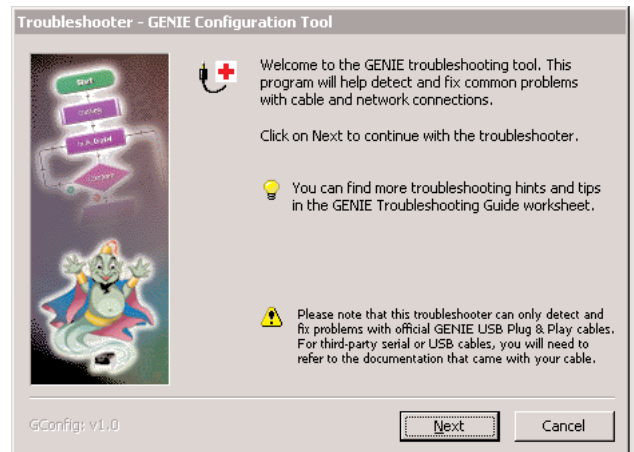 Troubleshooter - GENIE Configuration Tool
Start
Welcome to the GENIE troubleshooting tool. This
program will help detect and fix common problems
with cable and network connections.
Click on Next to continue with the troubleshooter.
You can find more troubleshooting hints and tips
in the GENIE Troubleshooting Guide worksheet.
Please note that this troubleshooter can only detect and
fix problems with official GENIE USB Plug & Play cables.
For third-party serial or USB cables, you will need to
refer to the documentation that came with your cable.
GConfig: v1.0
Next
Cancel